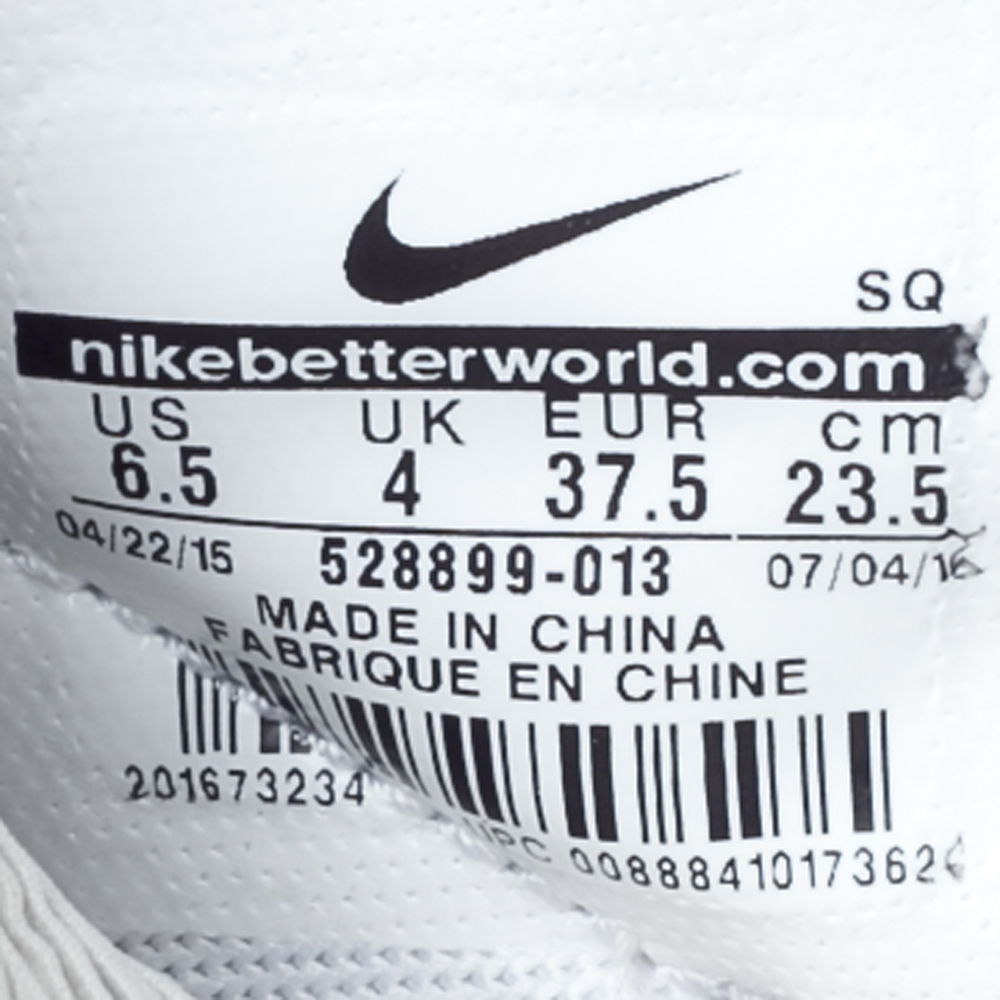 SQ
nikebetterworld.com
US UK EUR cm
6.5 4 37.5 23.5
04/22/15 528899-013 07/04/16
MADE IN CHINA
FABRIQUE EN CHINE
201673234
UPC